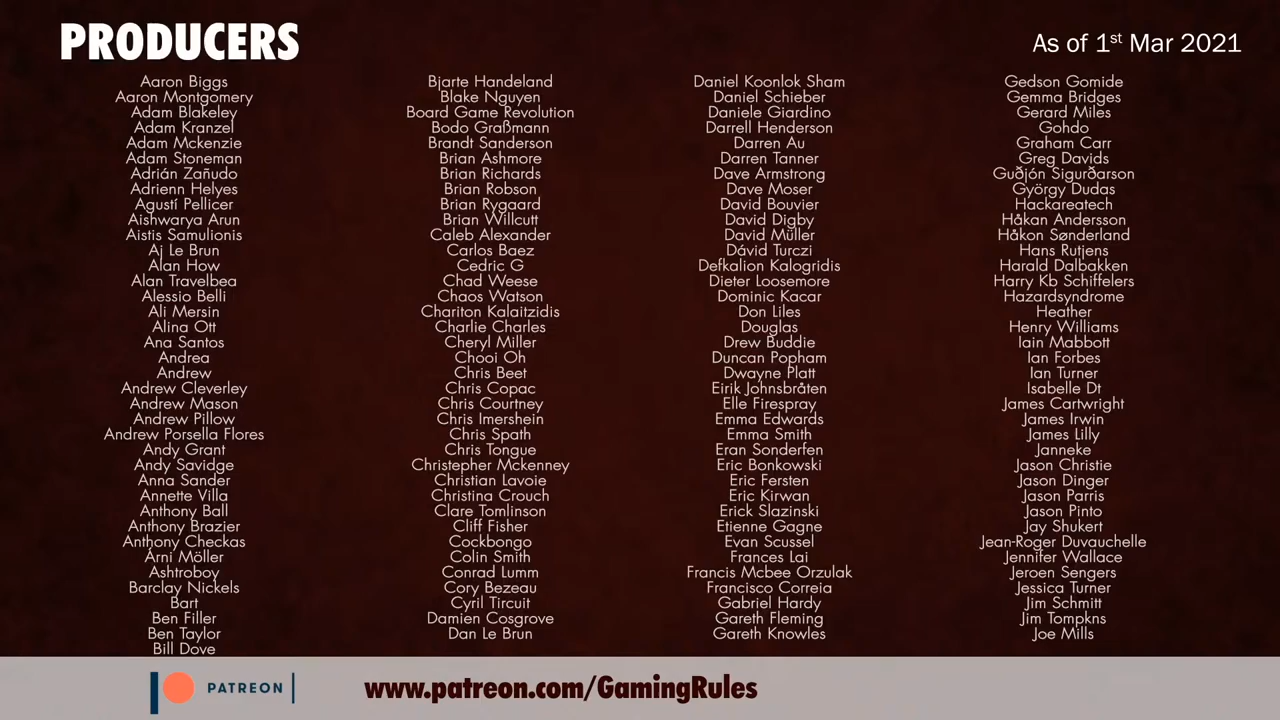 PRODUCERS
As of 1st Mar 2021
Aaron Biggs
Aaron Montgomery
Adam Blakeley
Adam Kranzel
Adam Mckenzie
Adam Stoneman
Adrián Zañudo
Adrienn Helyes
Agustí Pellicer
Aishwarya Arun
Aistis Samulionis
Aj Le Brun
Alan How
Alan Travelbea
Alessio Belli
Ali Mersin
Alina Ott
Ana Santos
Andrea
Andrew
Andrew Cleverley
Andrew Mason
Andrew Pillow
Andrew Porsella Flores
Andy Grant
Andy Savidge
Anna Sander
Annette Villa
Anthony Ball
Anthony Brazier
Anthony Checkas
Árni Möller
Ashtroboy
Barclay Nickels
Bart
Ben Filler
Ben Taylor
Bill Dove
Bjarte Handeland
Blake Nguyen
Board Game Revolution
Bodo Graßmann
Brandt Sanderson
Brian Ashmore
Brian Richards
Brian Robson
Brian Rygaard
Brian Willcutt
Caleb Alexander
Carlos Baez
Cedric G
Chad Weese
Chaos Watson
Chariton Kalaitzidis
Charlie Charles
Cheryl Miller
Chooi Oh
Chris Beet
Chris Copac
Chris Courtney
Chris Imershein
Chris Spath
Chris Tongue
Christepher Mckenney
Christian Lavoie
Christina Crouch
Clare Tomlinson
Cliff Fisher
Cockbongo
Colin Smith
Conrad Lumm
Cory Bezeau
Cyril Tircuit
Damien Cosgrove
Dan Le Brun
Daniel Koonlok Sham
Daniel Schieber
Daniele Giardino
Darrell Henderson
Darren Au
Darren Tanner
Dave Armstrong
Dave Moser
David Bouvier
David Digby
David Müller
Dávid Turczi
Defkalion Kalogridis
Dieter Loosemore
Dominic Kacar
Don Liles
Douglas
Drew Buddie
Duncan Popham
Dwayne Platt
Eirik Johnsbråten
Elle Firespray
Emma Edwards
Emma Smith
Eran Sonderfen
Eric Bonkowski
Eric Fersten
Eric Kirwan
Erick Slazinski
Etienne Gagne
Evan Scussel
Frances Lai
Francis Mcbee Orzulak
Francisco Correia
Gabriel Hardy
Gareth Fleming
Gareth Knowles
Gedson Gomide
Gemma Bridges
Gerard Miles
Gohdo
Graham Carr
Greg Davids
Guðjón Sigurðarson
György Dudas
Hackareatech
Håkan Andersson
Håkon Sønderland
Hans Rutjens
Harald Dalbakken
Harry Kb Schiffelers
Hazardsyndrome
Heather
Henry Williams
Iain Mabbott
Ian Forbes
Ian Turner
Isabelle Dt
James Cartwright
James Irwin
James Lilly
Janneke
Jason Christie
Jason Dinger
Jason Parris
Jason Pinto
Jay Shukert
Jean-Roger Duvauchelle
Jennifer Wallace
Jeroen Sengers
Jessica Turner
Jim Schmitt
Jim Tompkns
Joe Mills
PATREON
www.patreon.com/GamingRules